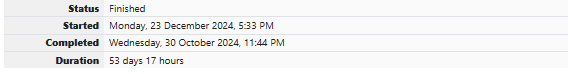 Status Finished
Started Monday, 23 December 2024, 5:33 PM
Completed Wednesday, 30 October 2024, 11:44 PM
Duration 53 days 17 hours